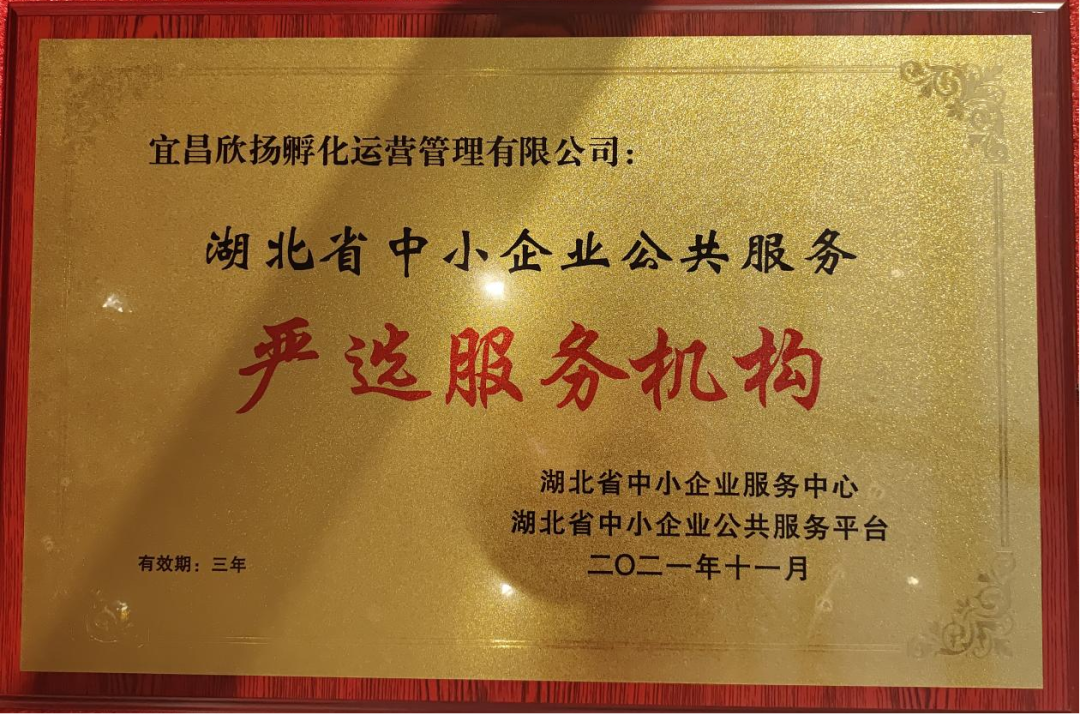 宜昌欣扬孵化运营管理有限公司：
湖北省中小企业公共服务
严选服务机构
湖北省中小企业服务中心
湖北省中小企业公共服务平台
二〇二一年十一月
有效期：三年